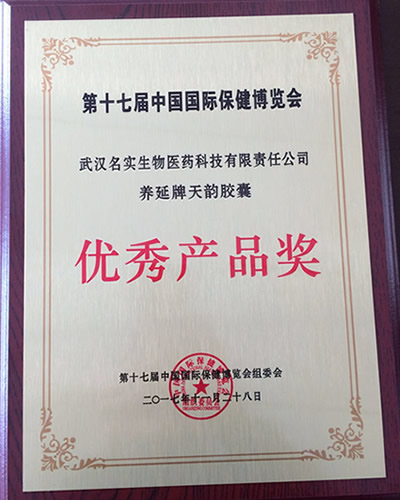 第十七届中国国际保健博览会
武汉名实生物医药科技有限责任公司
养延牌天韵胶囊
优秀产品奖
第十七届中国国际保健博览会组委会
二〇一七年十一月二十八日